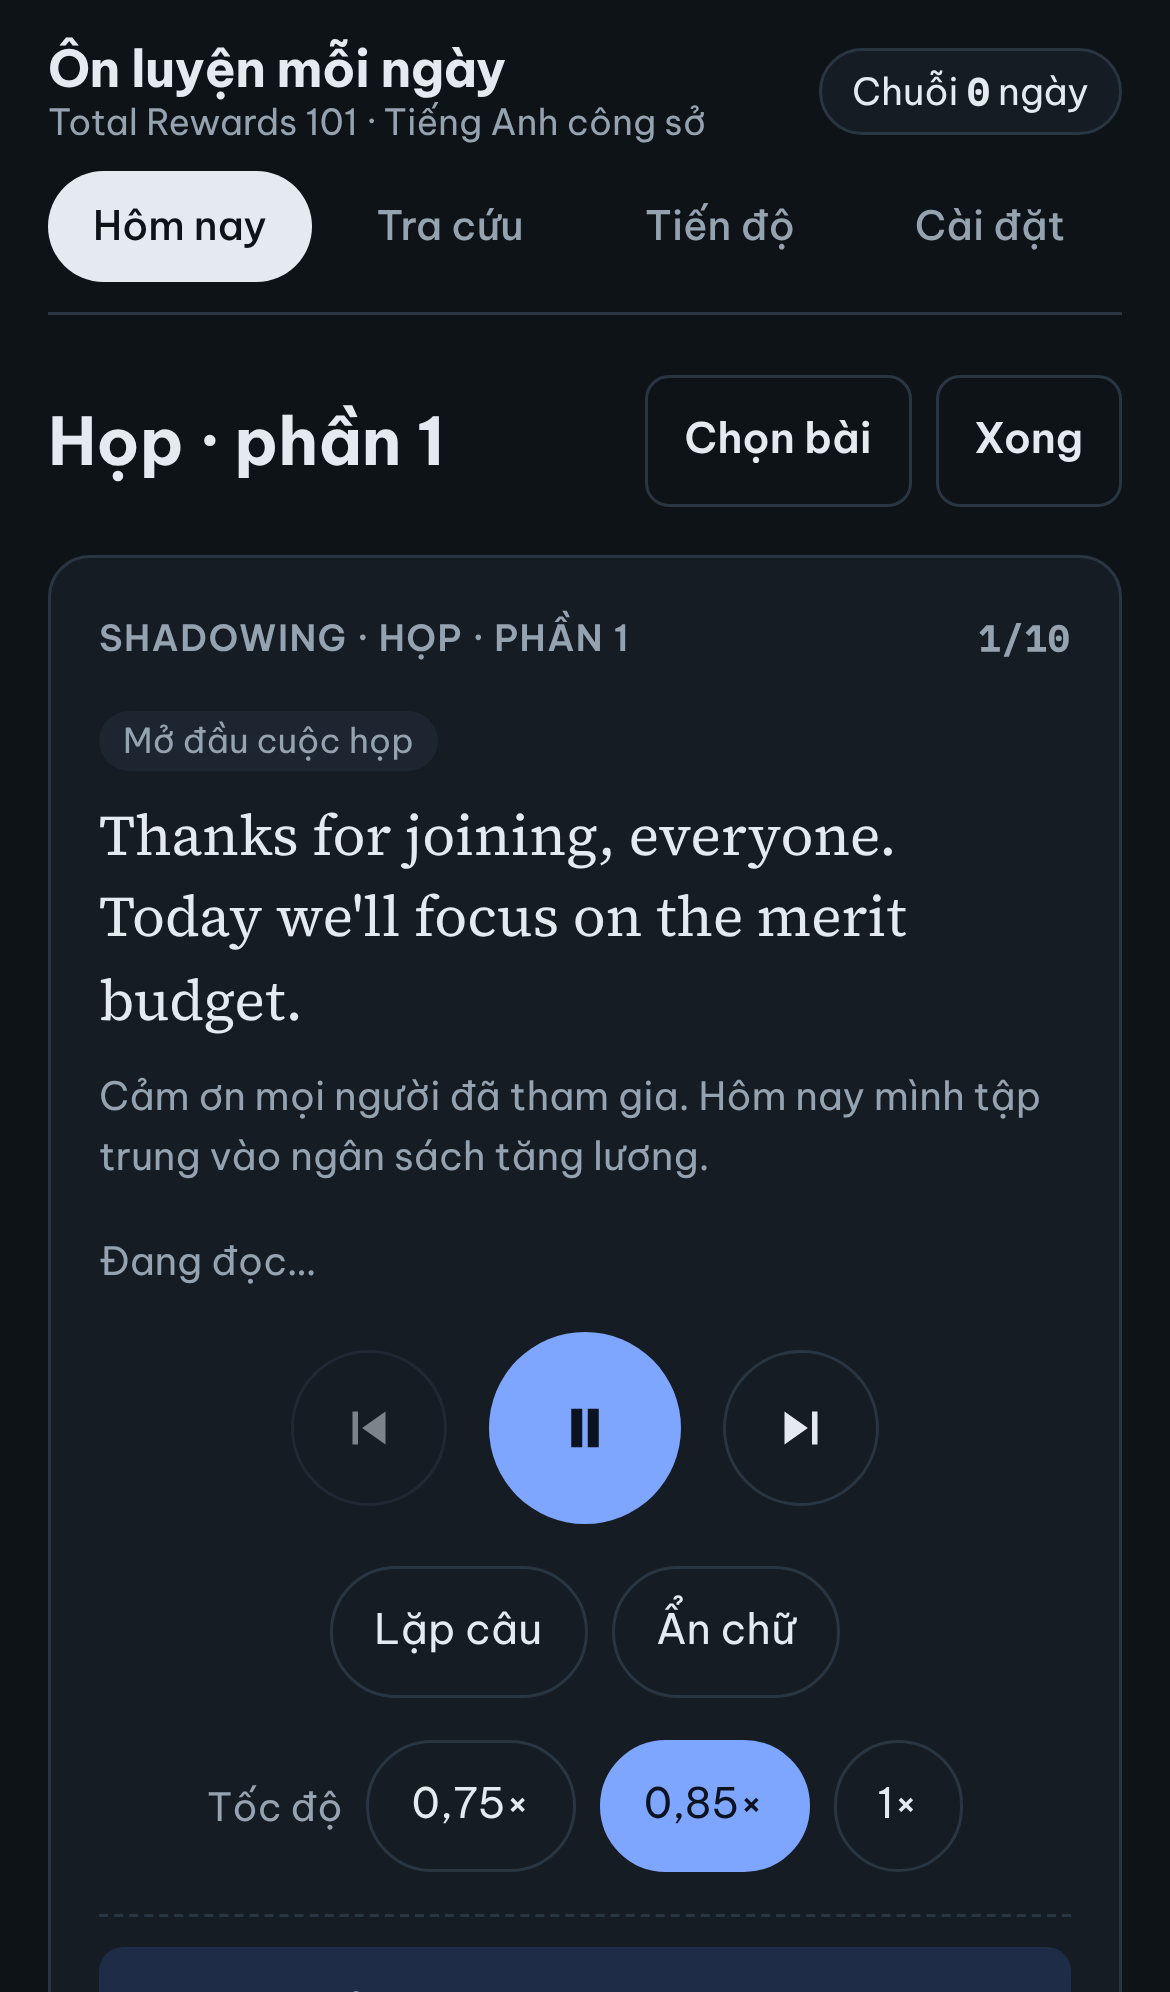 Ôn luyện mỗi ngày
Total Rewards 101 · Tiếng Anh công sở
Chuỗi 0 ngày
Hôm nay
Tra cứu
Tiến độ
Cài đặt
Họp · phần 1
Chọn bài
Xong
SHADOWING · HỌP · PHẦN 1
1/10
Mở đầu cuộc họp
Thanks for joining, everyone.
Today we'll focus on the merit
budget.
Cảm ơn mọi người đã tham gia. Hôm nay mình tập
trung vào ngân sách tăng lương.
Đang đọc...
Lặp câu
Ẩn chữ
Tốc độ
0,75×
0,85×
1×